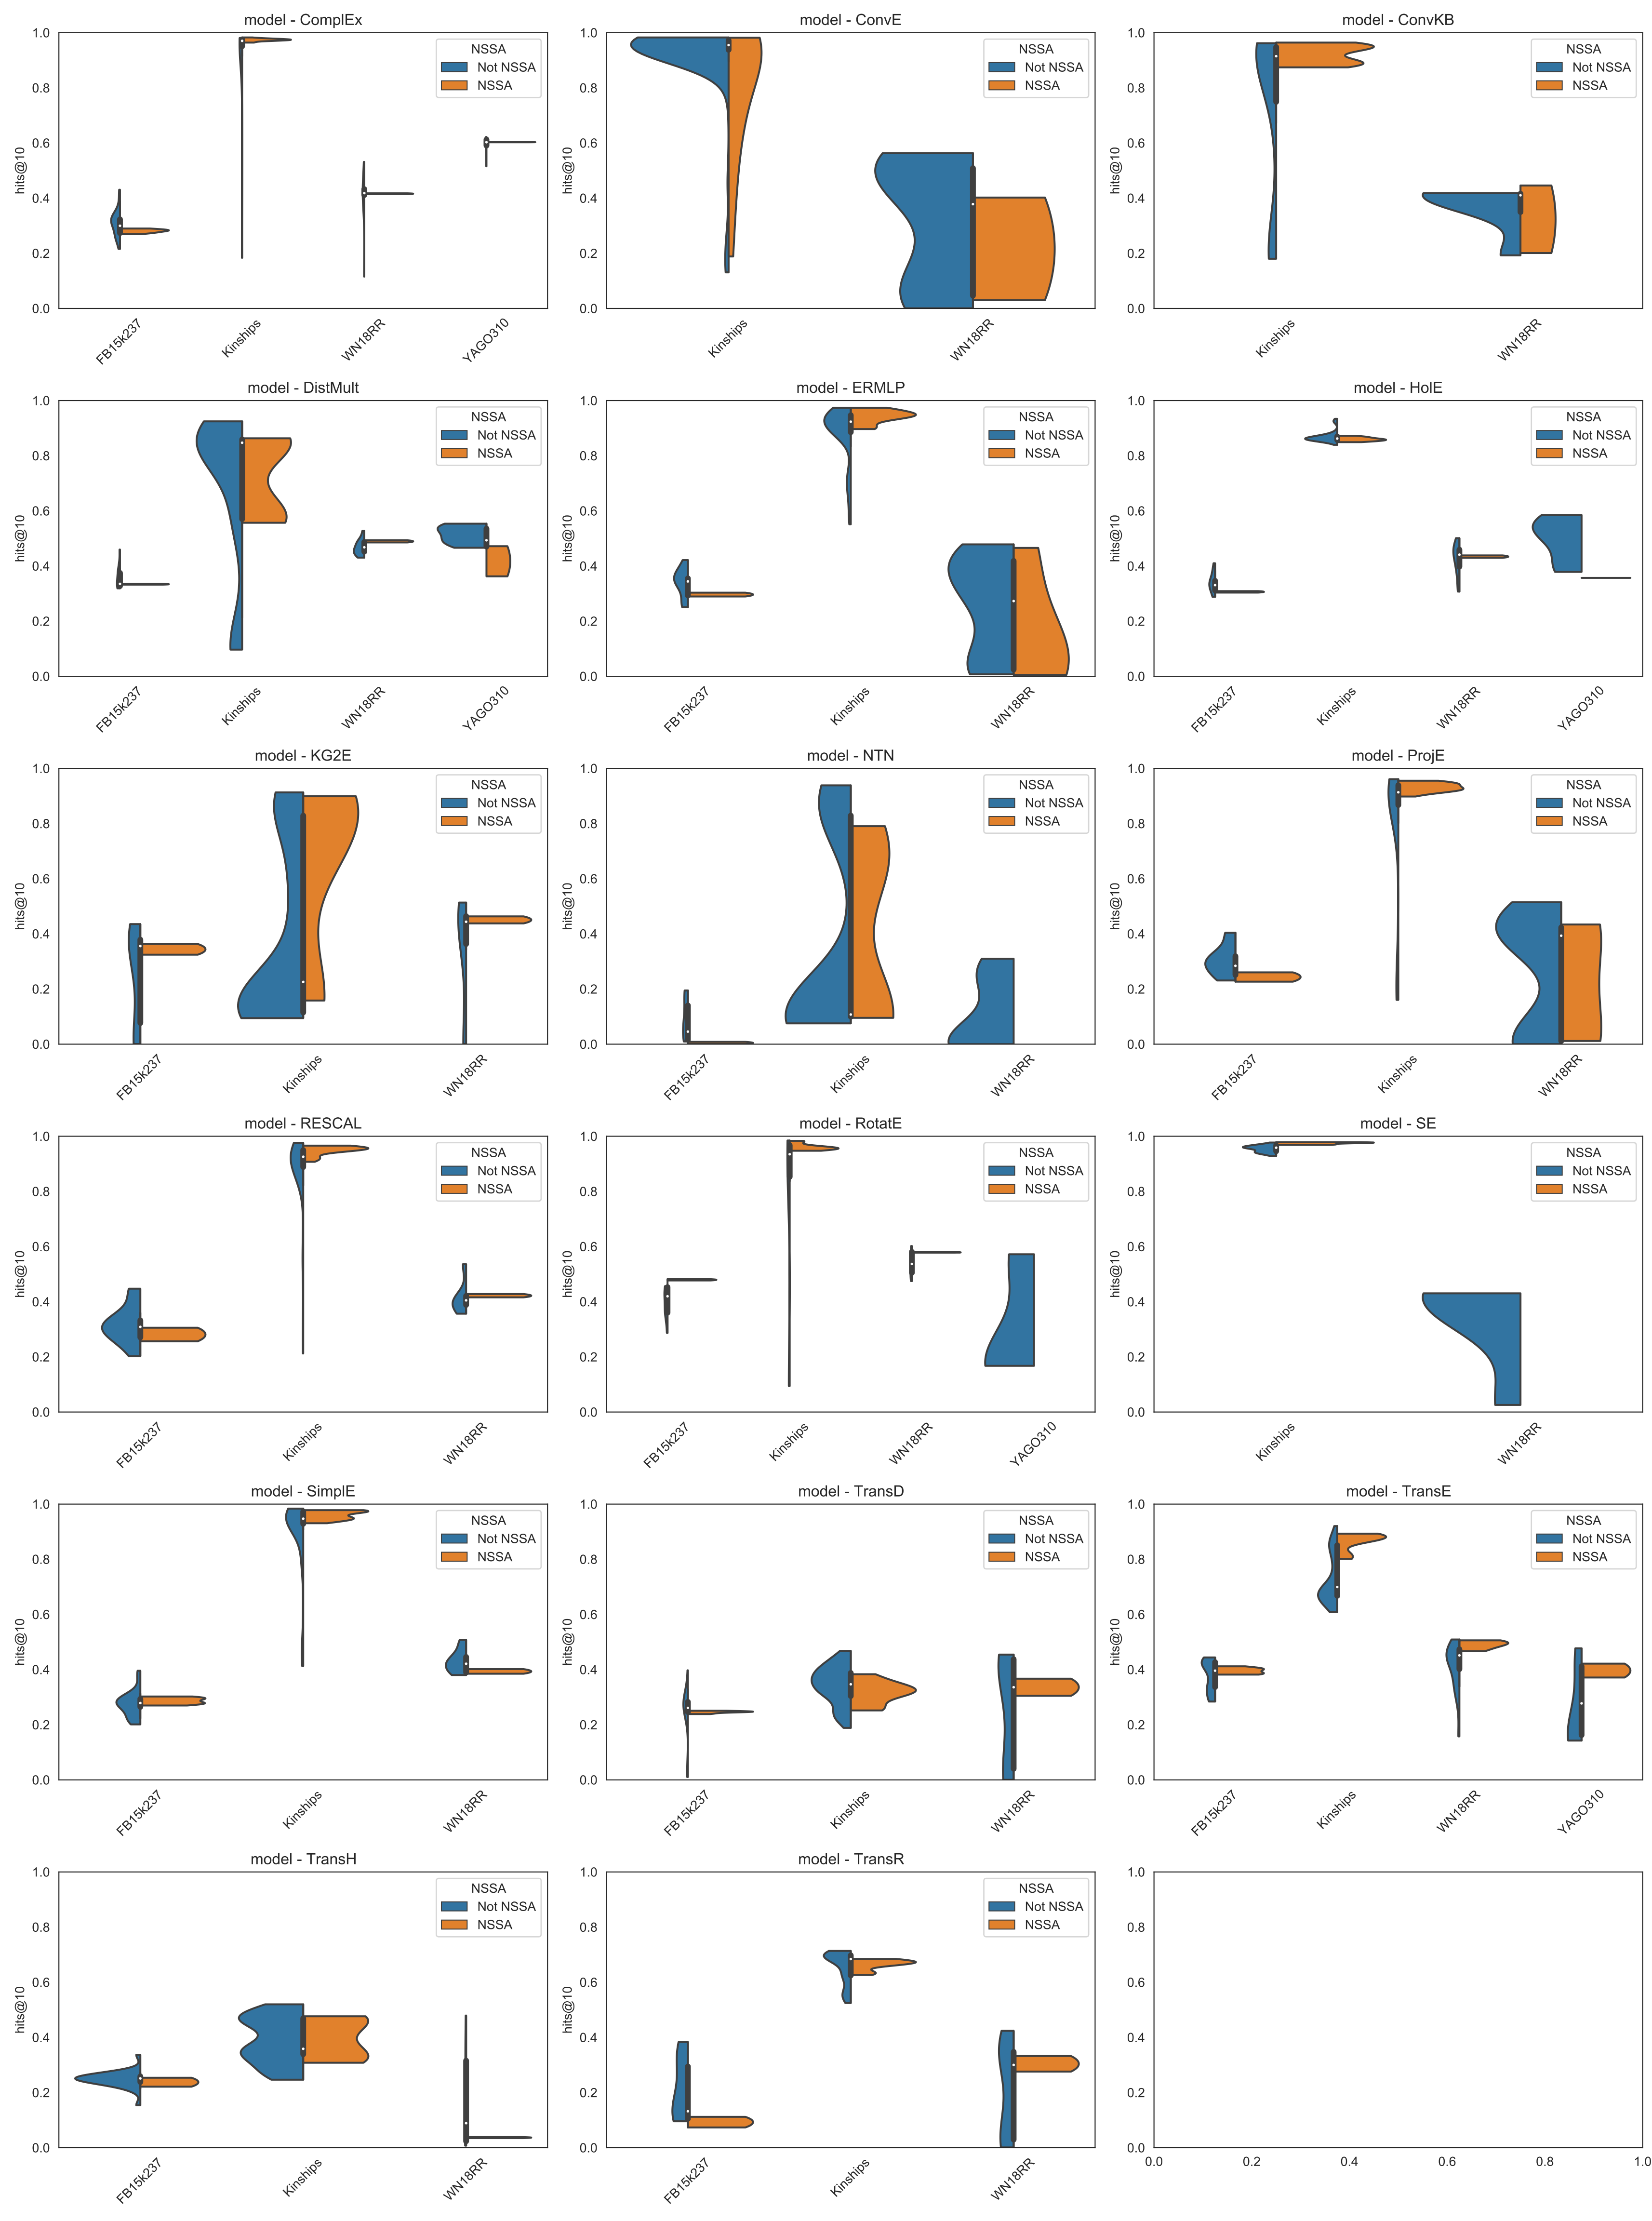 model - ComplEx
1.0
0.8
0.6
0.4
0.2
0.0
hits@10
NSSA
Not NSSA
NSSA
FB15k237
Kinships
WN18RR
YAGO310
model - ConvE
1.0
0.8
0.6
0.4
0.2
0.0
hits@10
NSSA
Not NSSA
NSSA
Kinships
WN18RR
model - ConvKB
1.0
0.8
0.6
0.4
0.2
0.0
hits@10
NSSA
Not NSSA
NSSA
Kinships
WN18RR
model - DistMult
1.0
0.8
0.6
0.4
0.2
0.0
hits@10
NSSA
Not NSSA
NSSA
FB15k237
Kinships
WN18RR
YAGO310
model - ERMLP
1.0
0.8
0.6
0.4
0.2
0.0
hits@10
NSSA
Not NSSA
NSSA
FB15k237
Kinships
WN18RR
model - HolE
1.0
0.8
0.6
0.4
0.2
0.0
hits@10
NSSA
Not NSSA
NSSA
FB15k237
Kinships
WN18RR
YAGO310
model - KG2E
1.0
0.8
0.6
0.4
0.2
0.0
hits@10
NSSA
Not NSSA
NSSA
FB15k237
Kinships
WN18RR
model - NTN
1.0
0.8
0.6
0.4
0.2
0.0
hits@10
NSSA
Not NSSA
NSSA
FB15k237
Kinships
WN18RR
model - ProjE
1.0
0.8
0.6
0.4
0.2
0.0
hits@10
NSSA
Not NSSA
NSSA
FB15k237
Kinships
WN18RR
model - RESCAL
1.0
0.8
0.6
0.4
0.2
0.0
hits@10
NSSA
Not NSSA
NSSA
FB15k237
Kinships
WN18RR
model - RotatE
1.0
0.8
0.6
0.4
0.2
0.0
hits@10
NSSA
Not NSSA
NSSA
FB15k237
Kinships
WN18RR
YAGO310
model - SE
1.0
0.8
0.6
0.4
0.2
0.0
hits@10
NSSA
Not NSSA
NSSA
Kinships
WN18RR
model - SimplE
1.0
0.8
0.6
0.4
0.2
0.0
hits@10
NSSA
Not NSSA
NSSA
FB15k237
Kinships
WN18RR
model - TransD
1.0
0.8
0.6
0.4
0.2
0.0
hits@10
NSSA
Not NSSA
NSSA
FB15k237
Kinships
WN18RR
model - TransE
1.0
0.8
0.6
0.4
0.2
0.0
hits@10
NSSA
Not NSSA
NSSA
FB15k237
Kinships
WN18RR
YAGO310
model - TransH
1.0
0.8
0.6
0.4
0.2
0.0
hits@10
NSSA
Not NSSA
NSSA
FB15k237
Kinships
WN18RR
model - TransR
1.0
0.8
0.6
0.4
0.2
0.0
hits@10
NSSA
Not NSSA
NSSA
FB15k237
Kinships
WN18RR
1.0
0.8
0.6
0.4
0.2
0.0
0.0 0.2 0.4 0.6 0.8 1.0